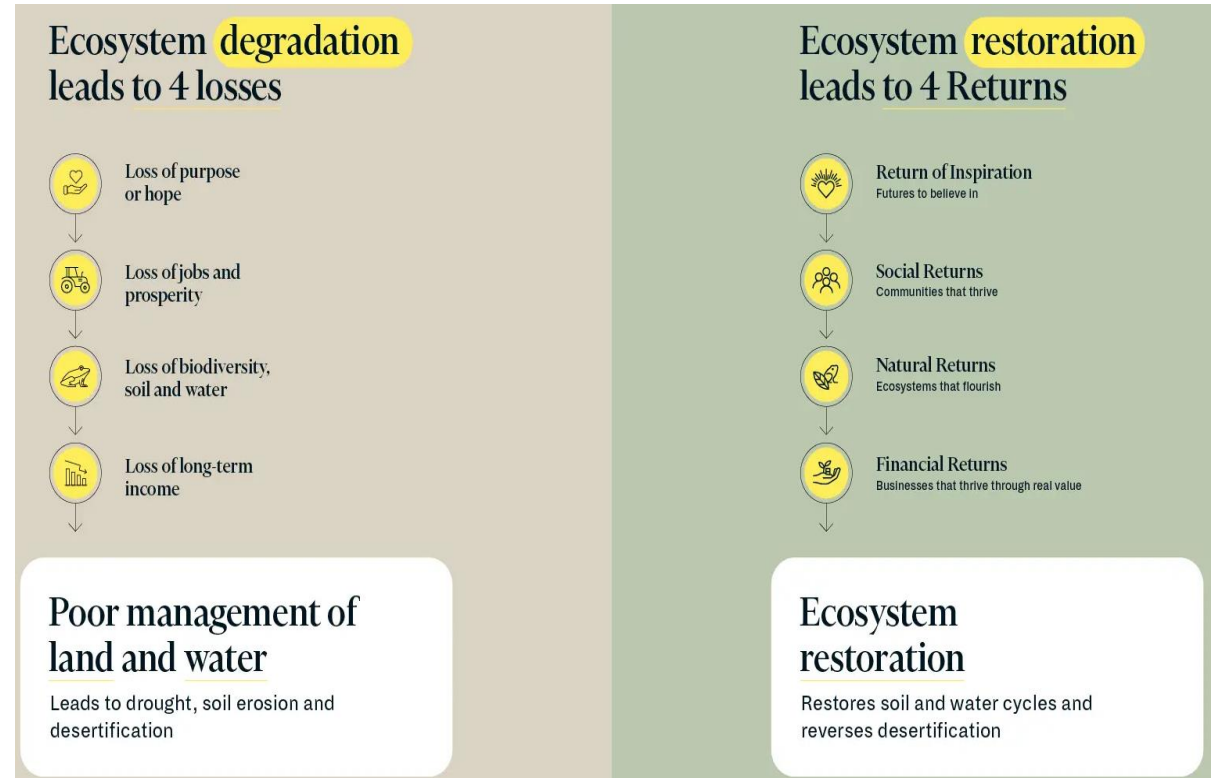 Ecosystem degradation
leads to 4 losses
Loss of purpose
or hope
Loss of jobs and
prosperity
Loss of biodiversity,
soil and water
Loss of long-term
income
Poor management of
land and water
Leads to drought, soil erosion and
desertification
Ecosystem restoration
leads to 4 Returns
Return of Inspiration
Futures to believe in
Social Returns
Communities that thrive
Natural Returns
Ecosystems that flourish
Financial Returns
Businesses that thrive through real value
Ecosystem
restoration
Restores soil and water cycles and
reverses desertification